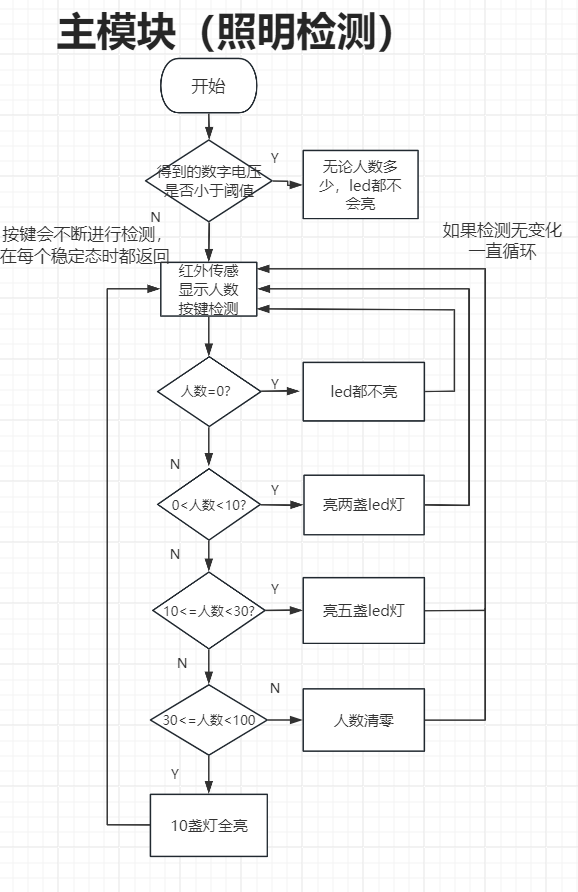 主模块（照明检测）
开始
得到的数字电压
是否小于阈值
Y
无论人数多
少，led都不
会亮
N
按键会不断进行检测，
在每个稳定态时都返回
如果检测无变化
一直循环
红外传感
显示人数
按键检测
人数=0?
Y
led都不亮
N
0<人数<10?
Y
亮两盏led灯
N
10<=人数<30?
Y
亮五盏led灯
N
30<=人数<100
N
人数清零
Y
10盏灯全亮